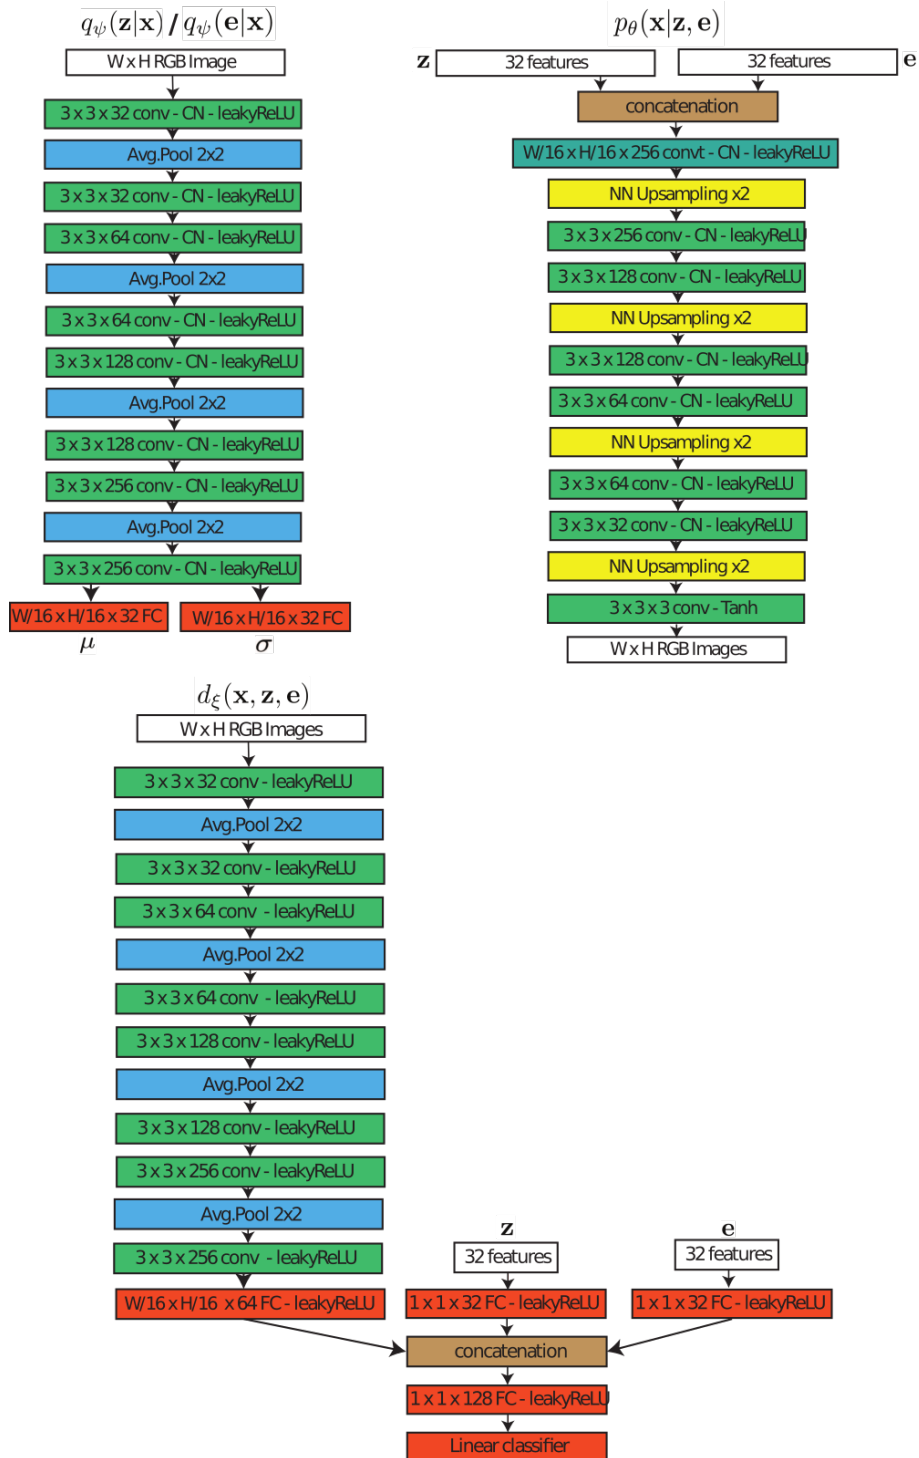 q_ψ(z|x) / q_ψ(e|x)
W x H RGB Image
3 x 3 x 32 conv - CN - leakyReLU
Avg.Pool 2x2
3 x 3 x 32 conv - CN - leakyReLU
3 x 3 x 64 conv - CN - leakyReLU
Avg.Pool 2x2
3 x 3 x 64 conv - CN - leakyReLU
3 x 3 x 128 conv - CN - leakyReLU
Avg.Pool 2x2
3 x 3 x 128 conv - CN - leakyReLU
3 x 3 x 256 conv - CN - leakyReLU
Avg.Pool 2x2
3 x 3 x 256 conv - CN - leakyReLU
W/16 x H/16 x 32 FC W/16 x H/16 x 32 FC
μ σ
p_θ(x|z, e)
z 32 features 32 features e
concatenation
W/16 x H/16 x 256 convt - CN - leakyReLU
NN Upsampling x2
3 x 3 x 256 conv - CN - leakyReLU
3 x 3 x 128 conv - CN - leakyReLU
NN Upsampling x2
3 x 3 x 128 conv - CN - leakyReLU
3 x 3 x 64 conv - CN - leakyReLU
NN Upsampling x2
3 x 3 x 64 conv - CN - leakyReLU
3 x 3 x 32 conv - CN - leakyReLU
NN Upsampling x2
3 x 3 x 3 conv - Tanh
W x H RGB Images
d_ξ(x, z, e)
W x H RGB Images
3 x 3 x 32 conv - leakyReLU
Avg.Pool 2x2
3 x 3 x 32 conv - leakyReLU
3 x 3 x 64 conv - leakyReLU
Avg.Pool 2x2
3 x 3 x 64 conv - leakyReLU
3 x 3 x 128 conv - leakyReLU
Avg.Pool 2x2
3 x 3 x 128 conv - leakyReLU
3 x 3 x 256 conv - leakyReLU
Avg.Pool 2x2
3 x 3 x 256 conv - leakyReLU
W/16 x H/16 x 64 FC - leakyReLU
z
32 features
1 x 1 x 32 FC - leakyReLU
e
32 features
1 x 1 x 32 FC - leakyReLU
concatenation
1 x 1 x 128 FC - leakyReLU
Linear classifier